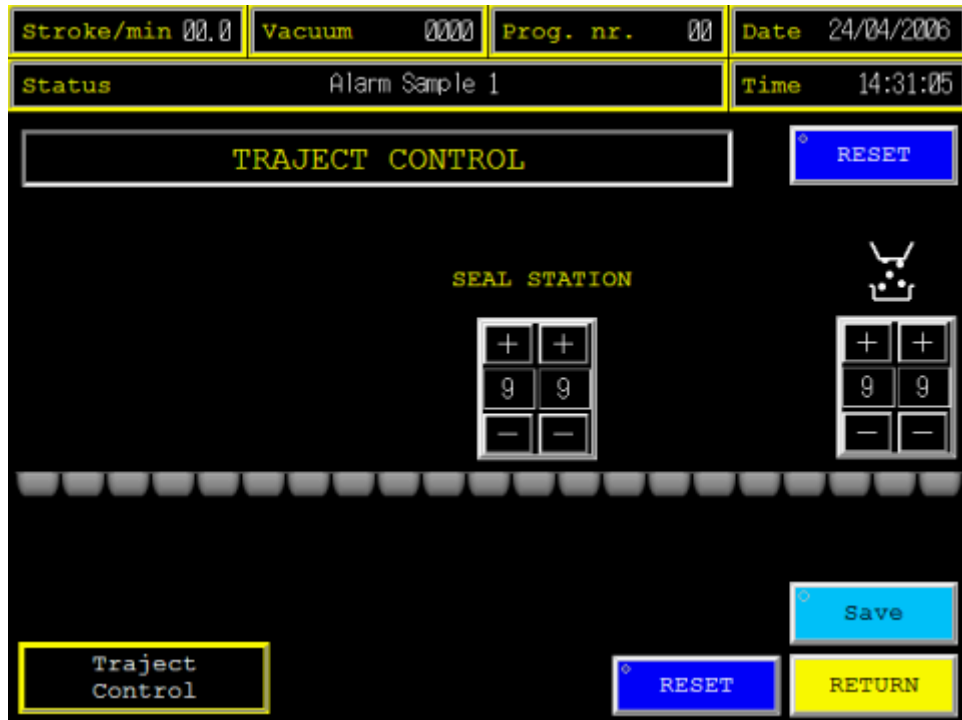 Stroke/min 00.0 Vacuum 0000 Prog. nr. 00 Date 24/04/2006
Status Alarm Sample 1 Time 14:31:05
TRAJECT CONTROL RESET
SEAL STATION
+ + + +
9 9 9 9
- - - -
Save
Traject
Control
RESET RETURN